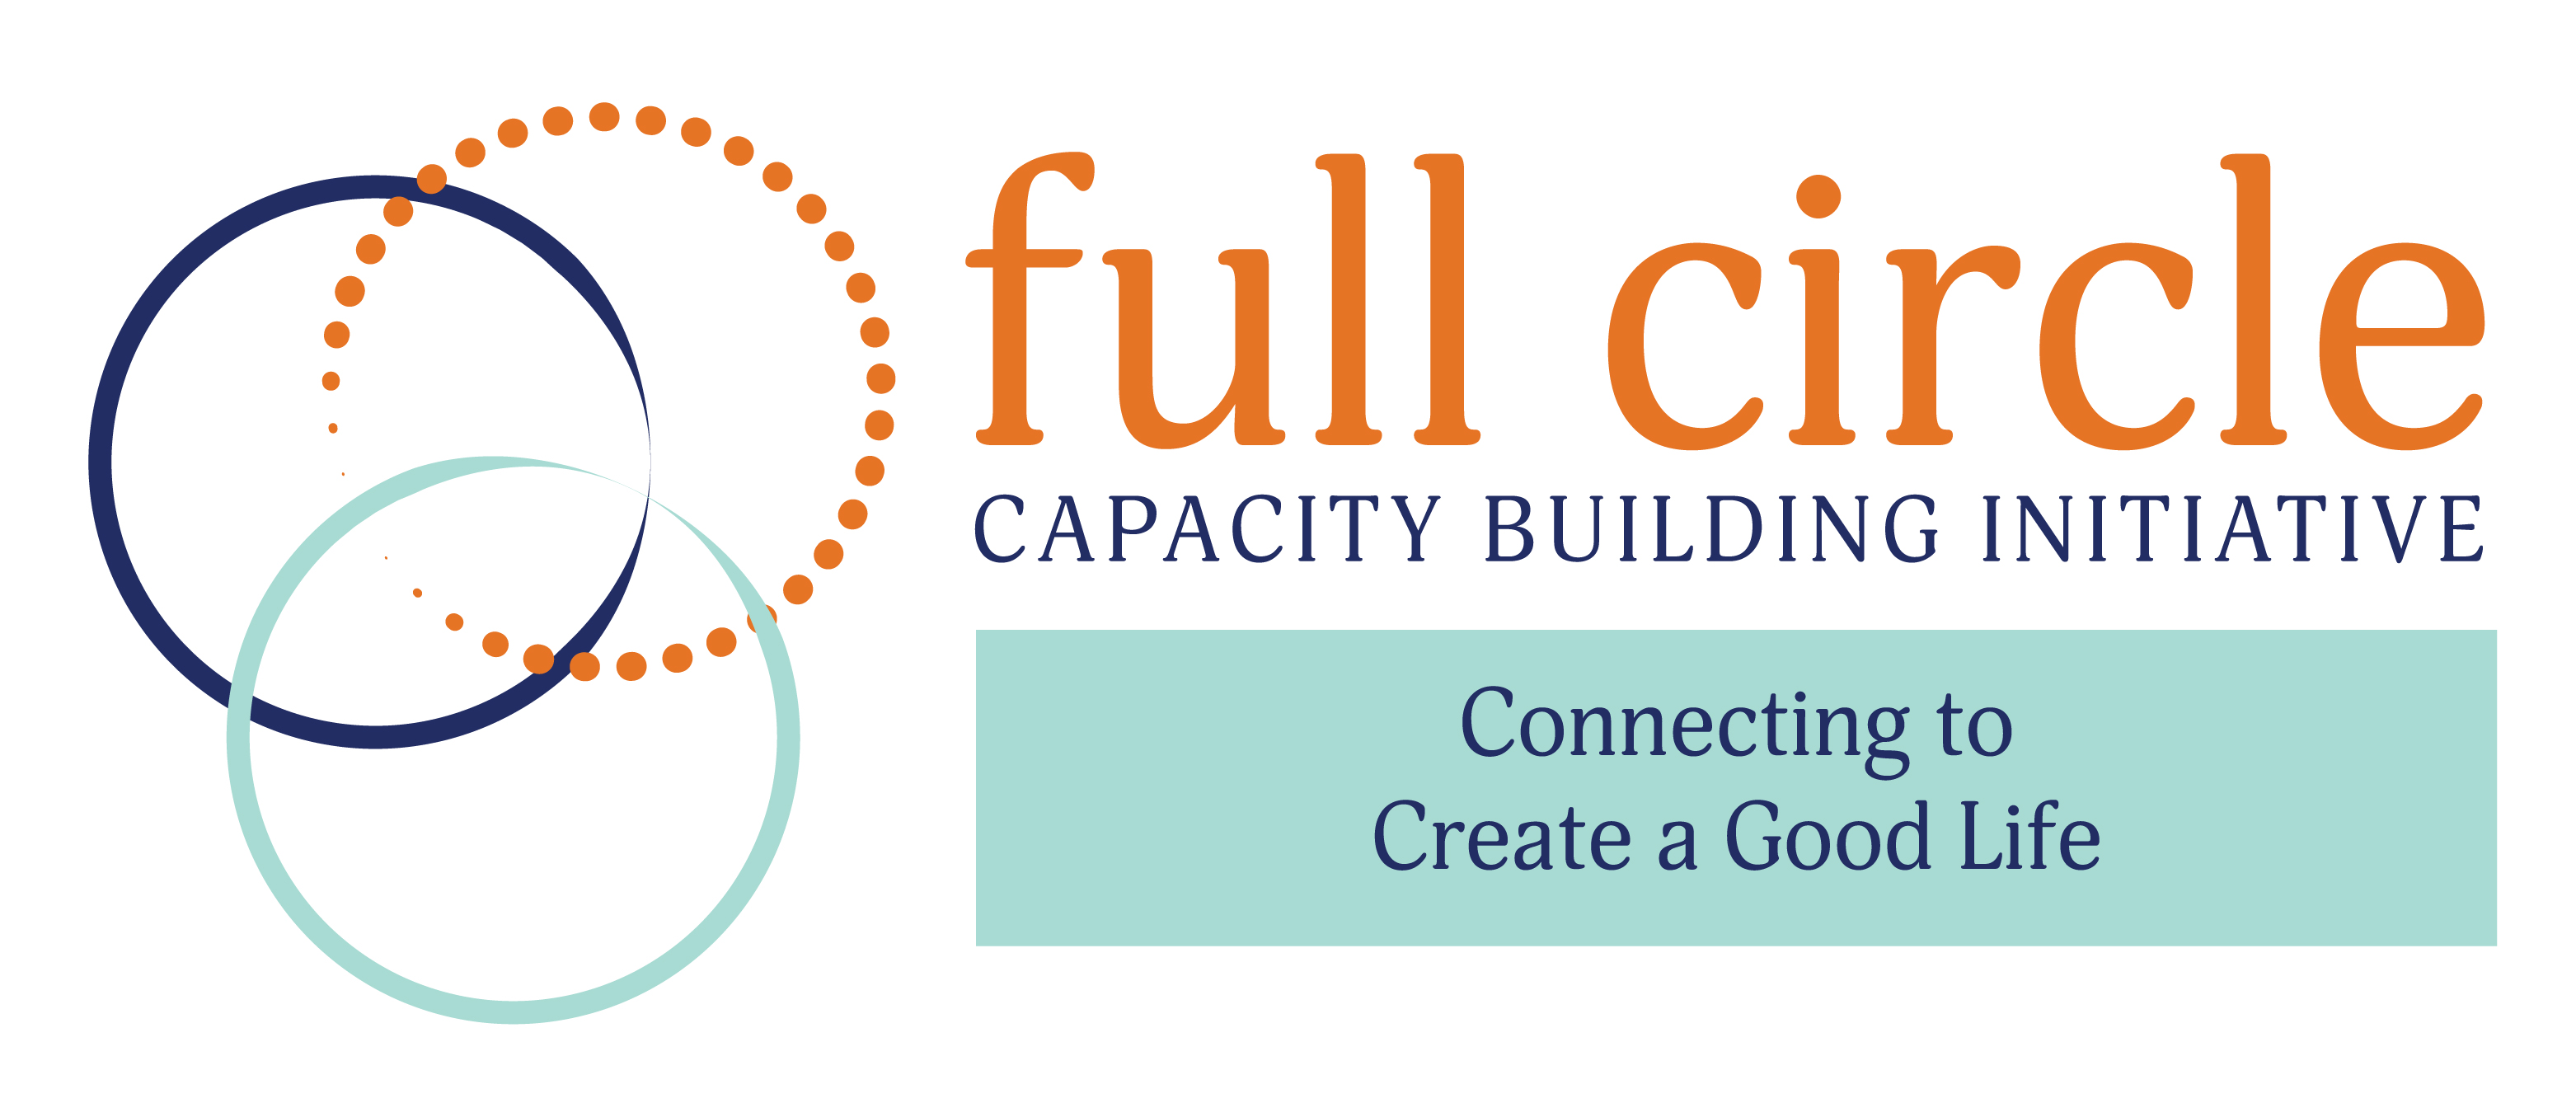 full circle
CAPACITY BUILDING INITIATIVE
Connecting to
Create a Good Life